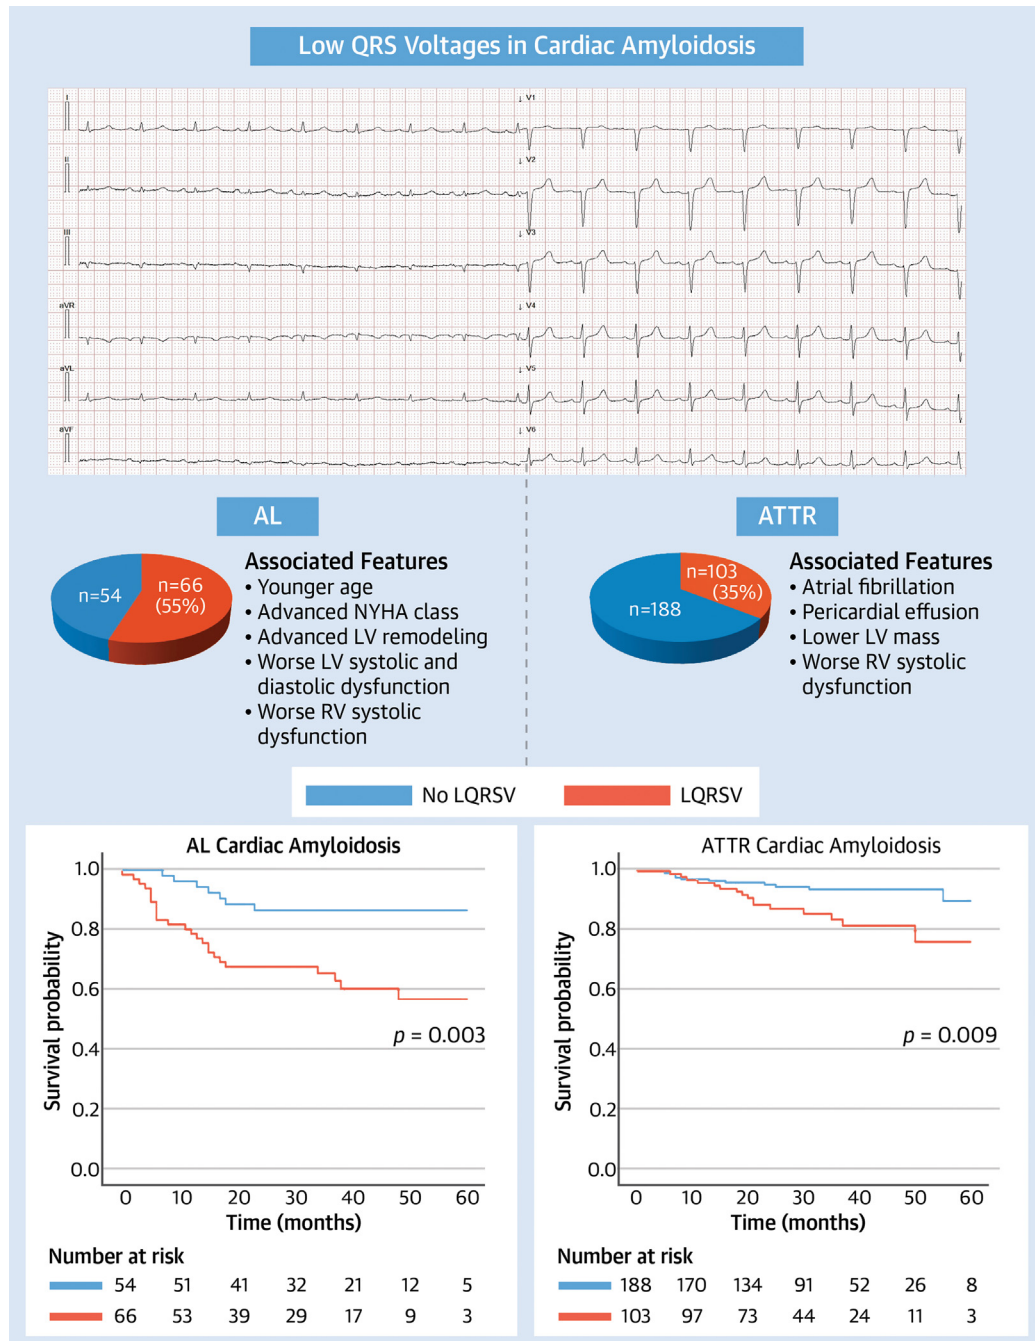 Low QRS Voltages in Cardiac Amyloidosis
I
V1
II
V2
III
V3
aVR
V4
aVL
V5
aVF
V6
AL
n=54
n=66
(55%)
Associated Features
• Younger age
• Advanced NYHA class
• Advanced LV remodeling
• Worse LV systolic and
diastolic dysfunction
• Worse RV systolic
dysfunction
ATTR
n=103
(35%)
n=188
Associated Features
• Atrial fibrillation
• Pericardial effusion
• Lower LV mass
• Worse RV systolic
dysfunction
No LQRSV
LQRSV
AL Cardiac Amyloidosis
Survival probability
1.0
0.8
0.6
0.4
0.2
0.0
p = 0.003
0 10 20 30 40 50 60
Time (months)
Number at risk
54 51 41 32 21 12 5
66 53 39 29 17 9 3
ATTR Cardiac Amyloidosis
Survival probability
1.0
0.8
0.6
0.4
0.2
0.0
p = 0.009
0 10 20 30 40 50 60
Time (months)
Number at risk
188 170 134 91 52 26 8
103 97 73 44 24 11 3